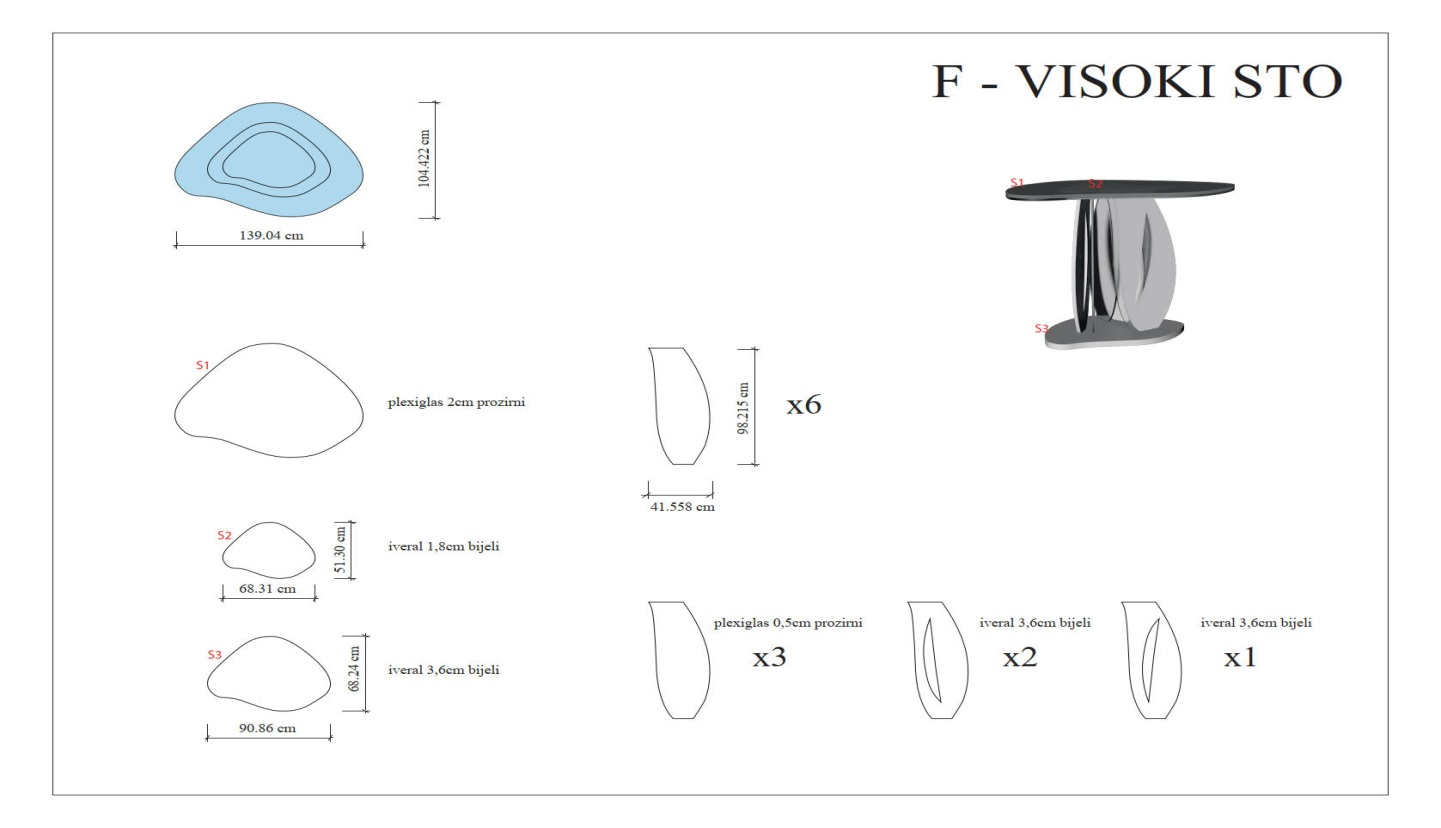 F - VISOKI STO
104.422 cm
139.04 cm
S1
S2
S3
S1
plexiglas 2cm prozirni
98.215 cm
x6
41.558 cm
S2
51.30 cm
iveral 1,8cm bijeli
68.31 cm
S3
68.24 cm
iveral 3,6cm bijeli
90.86 cm
plexiglas 0,5cm prozirni
x3
iveral 3,6cm bijeli
x2
iveral 3,6cm bijeli
x1